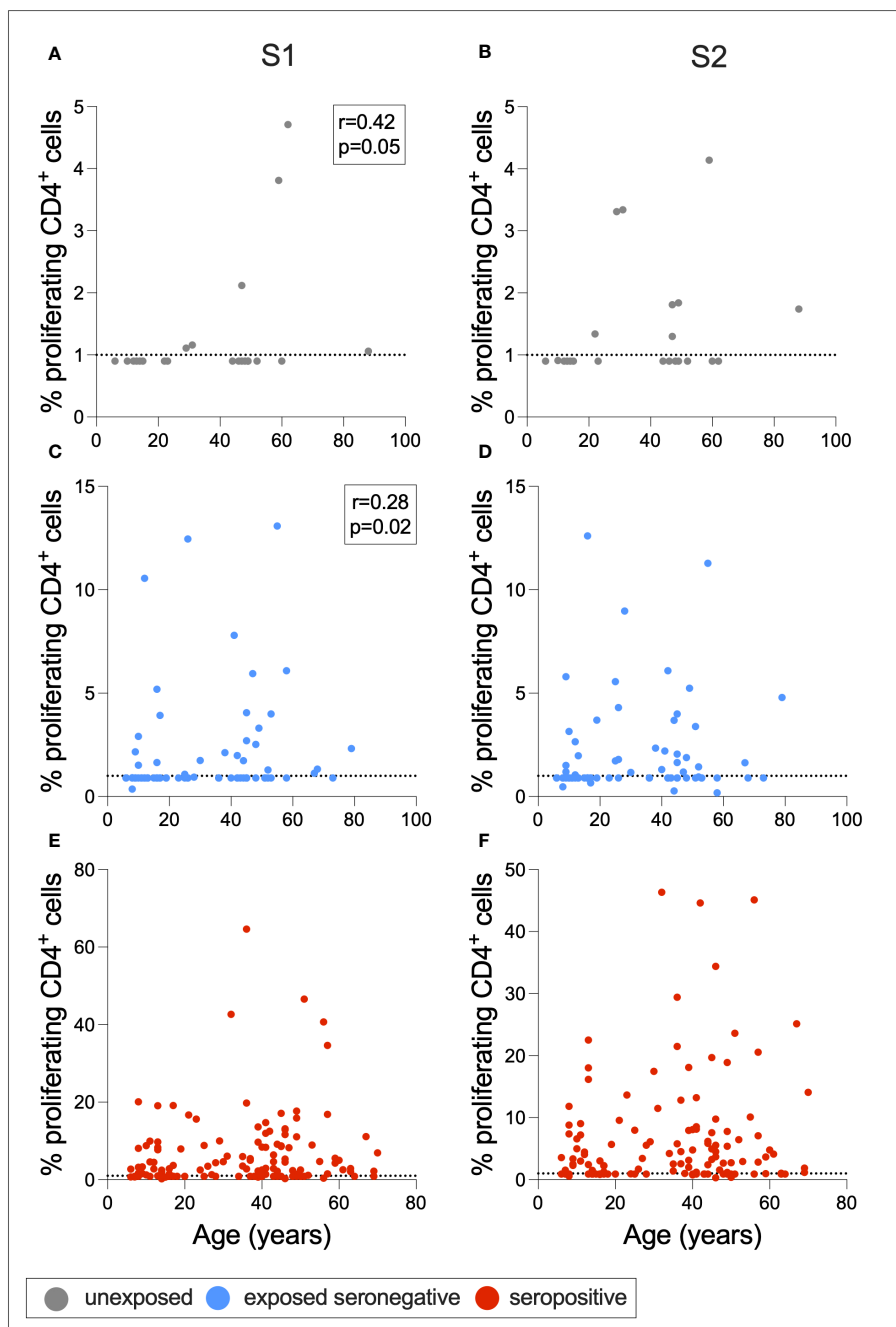 A
S1
B
S2
r=0.42
p=0.05
% proliferating CD4⁺ cells
5
4
3
2
1
0
0 20 40 60 80 100
% proliferating CD4⁺ cells
5
4
3
2
1
0
0 20 40 60 80 100
C
r=0.28
p=0.02
% proliferating CD4⁺ cells
15
10
5
0
0 20 40 60 80 100
D
% proliferating CD4⁺ cells
15
10
5
0
0 20 40 60 80 100
E
% proliferating CD4⁺ cells
80
60
40
20
0
0 20 40 60 80
Age (years)
F
% proliferating CD4⁺ cells
50
40
30
20
10
0
0 20 40 60 80
Age (years)
unexposed exposed seronegative seropositive